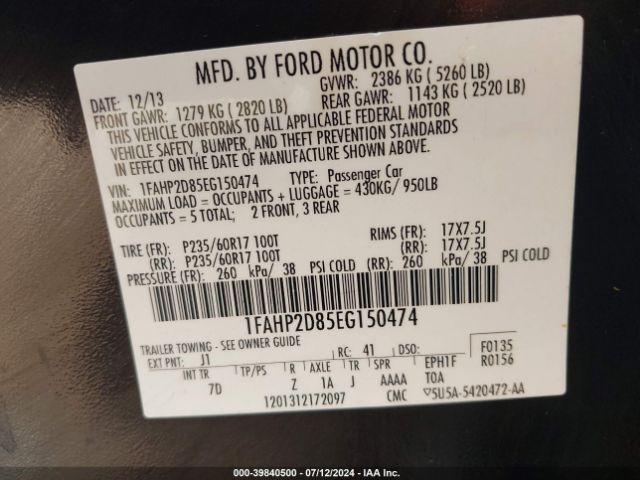 MFD. BY FORD MOTOR CO.
DATE: 12/13 GVWR: 2386 KG ( 5260 LB)
FRONT GAWR: 1279 KG ( 2820 LB) REAR GAWR: 1143 KG ( 2520 LB)
THIS VEHICLE CONFORMS TO ALL APPLICABLE FEDERAL MOTOR
VEHICLE SAFETY, BUMPER, AND THEFT PREVENTION STANDARDS
IN EFFECT ON THE DATE OF MANUFACTURE SHOWN ABOVE.
VIN: 1FAHP2D85EG150474 TYPE: Passenger Car
MAXIMUM LOAD = OCCUPANTS + LUGGAGE = 430KG/ 950LB
OCCUPANTS = 5 TOTAL; 2 FRONT, 3 REAR
TIRE (FR): P235/60R17 100T RIMS (FR): 17X7.5J
(RR): P235/60R17 100T (RR): 17X7.5J
PRESSURE (FR): 260 kPa/ 38 PSI COLD (RR): 260 kPa/ 38 PSI COLD
1FAHP2D85EG150474
TRAILER TOWING - SEE OWNER GUIDE
EXT PNT: J1 RC: 41 DSO: F0135
INT TR TP/PS R AXLE TR SPR EPH1F R0156
7D Z 1A J AAAA TOA
1201312172097 CMC ▽5U5A-5420472-AA
000-39840500 / 07/12/2024 - IAA Inc.